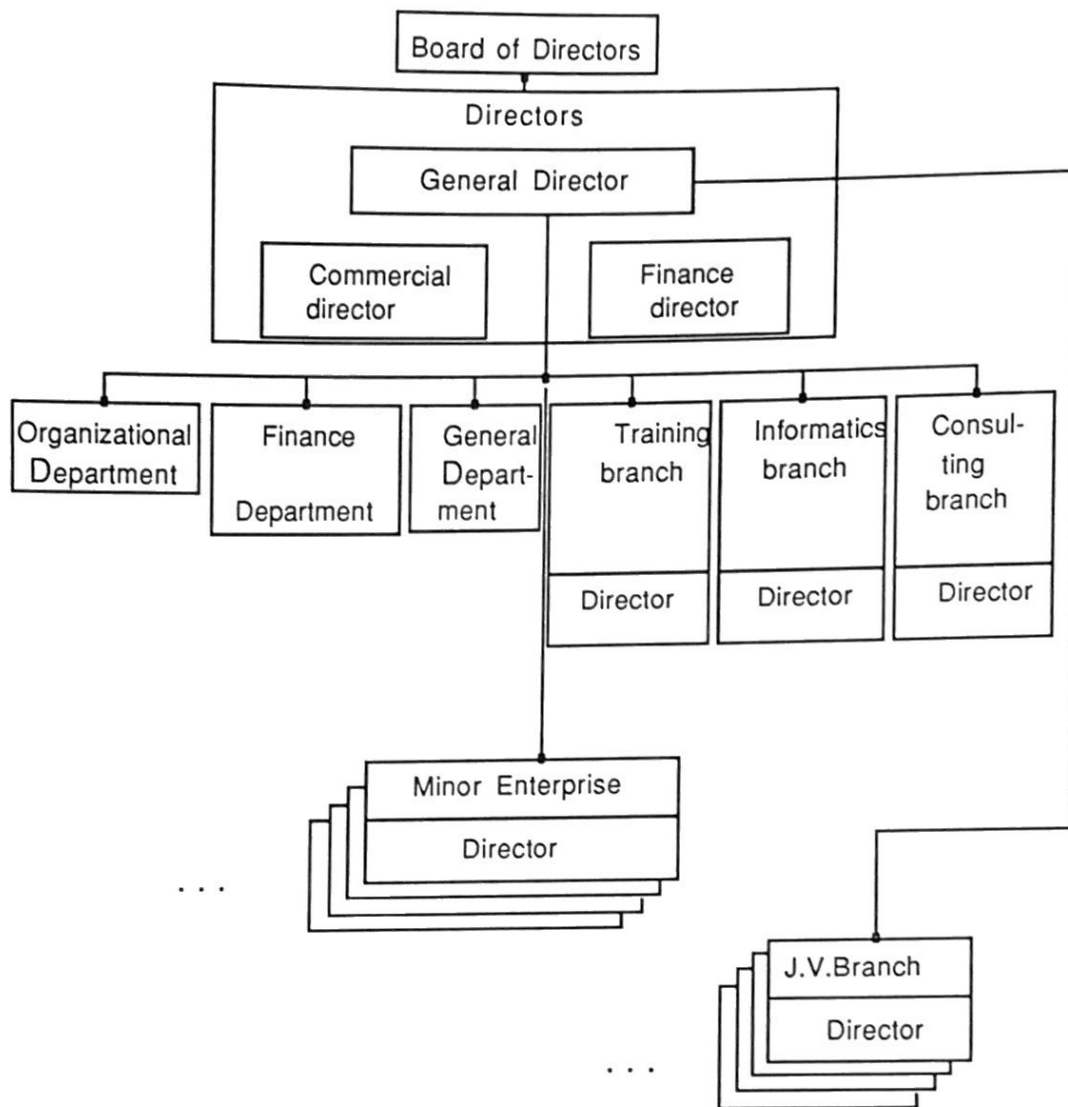 Board of Directors
Directors
General Director
Commercial
director
Finance
director
Organizational
Department
Finance
Department
General
Depart-
ment
Training
branch
Director
Informatics
branch
Director
Consul-
ting
branch
Director
Minor Enterprise
Director
. . .
J.V.Branch
Director
. . .